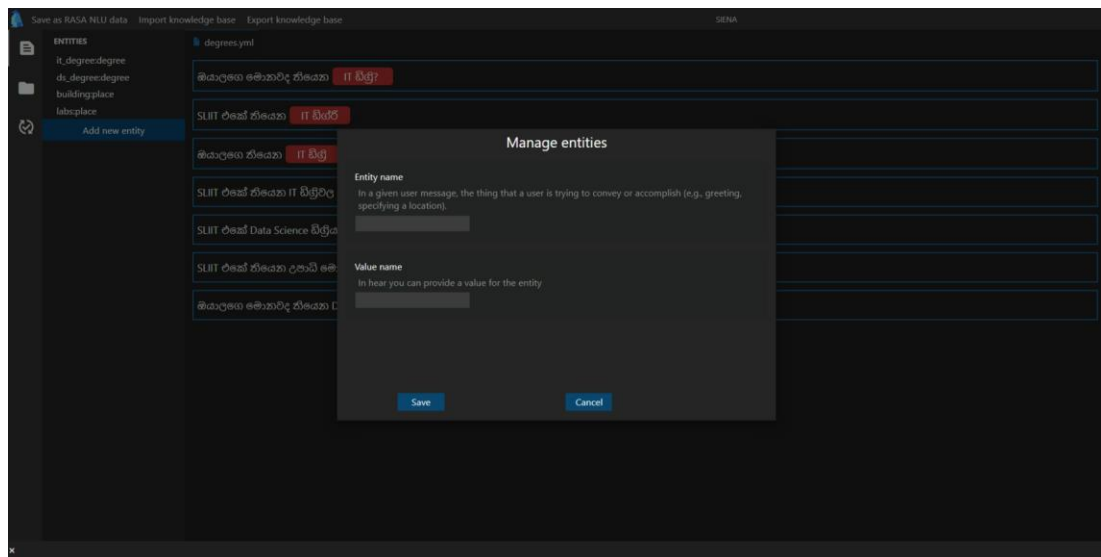 Save as RASA NLU data Import knowledge base Export knowledge base SIENA
ENTITIES
it_degree:degree
ds_degree:degree
building:place
labs:place
Add new entity
degrees.yml
ඔයාලගෙ මොනවද තියෙන IT ඩිග්‍රි?
SLIIT එකේ තියෙන IT ඩිග්රි
ඔයාලගෙ තියෙන IT ඩිග්‍රි
SLIIT එකේ තියෙන IT ඩිග්‍රිවල
SLIIT එකේ Data Science ඩිග්‍රිය
SLIIT එකේ තියෙන උපාධි මො
ඔයාලගෙ මොනවද තියෙන D
Manage entities
Entity name
In a given user message, the thing that a user is trying to convey or accomplish (e.g., greeting,
specifying a location).
Value name
In hear you can provide a value for the entity
Save Cancel